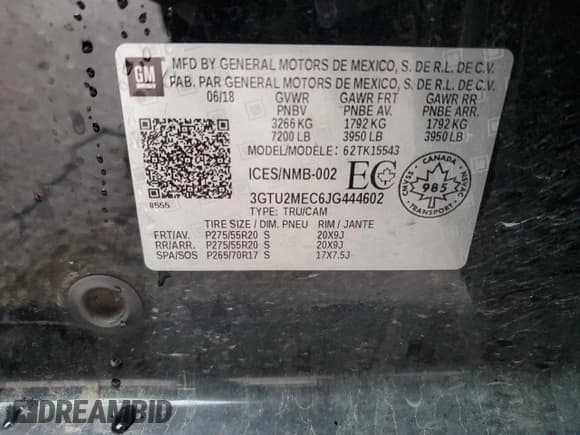 GM
MFD BY GENERAL MOTORS DE MEXICO, S. DE R.L. DE C.V.
FAB. PAR GENERAL MOTORS DE MEXICO, S. DE R.L. DE C.V.
06/18 GVWR GAWR FRT GAWR RR
PNBV PNBE AV. PNBE ARR.
3266 KG 1792 KG 1792 KG
7200 LB 3950 LB 3950 LB
MODEL/MODÈLE: 62TK15543
ICES/NMB-002 EC
CANADA
985
3GTU2MEC6JG444602
TYPE: TRU/CAM
8555
TIRE SIZE / DIM. PNEU RIM / JANTE
FRT/AV. P275/55R20 S 20X9J
RR/ARR. P275/55R20 S 20X9J
SPA/SOS P265/70R17 S 17X7.5J
DREAMBID